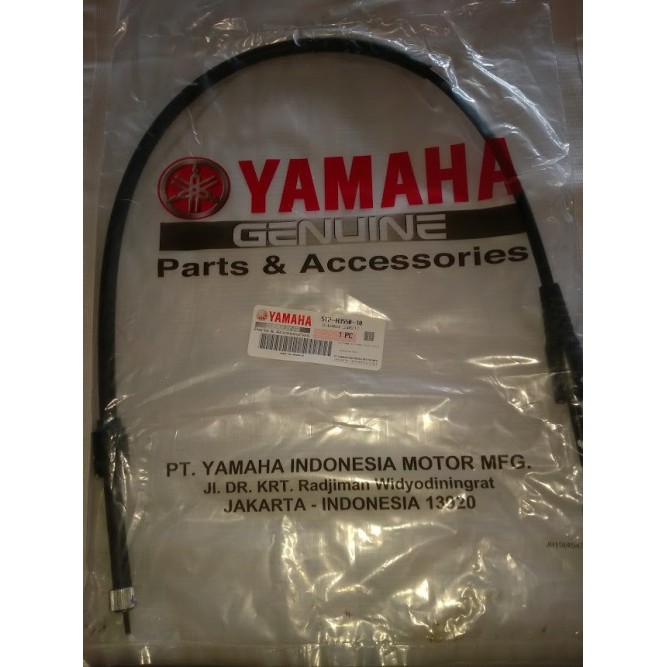 YAMAHA
GENUINE
Parts & Accessories
YAMAHA
1 PC
PT. YAMAHA INDONESIA MOTOR MFG.
Jl. DR. KRT. Radjiman Widyodiningrat
JAKARTA - INDONESIA 13920